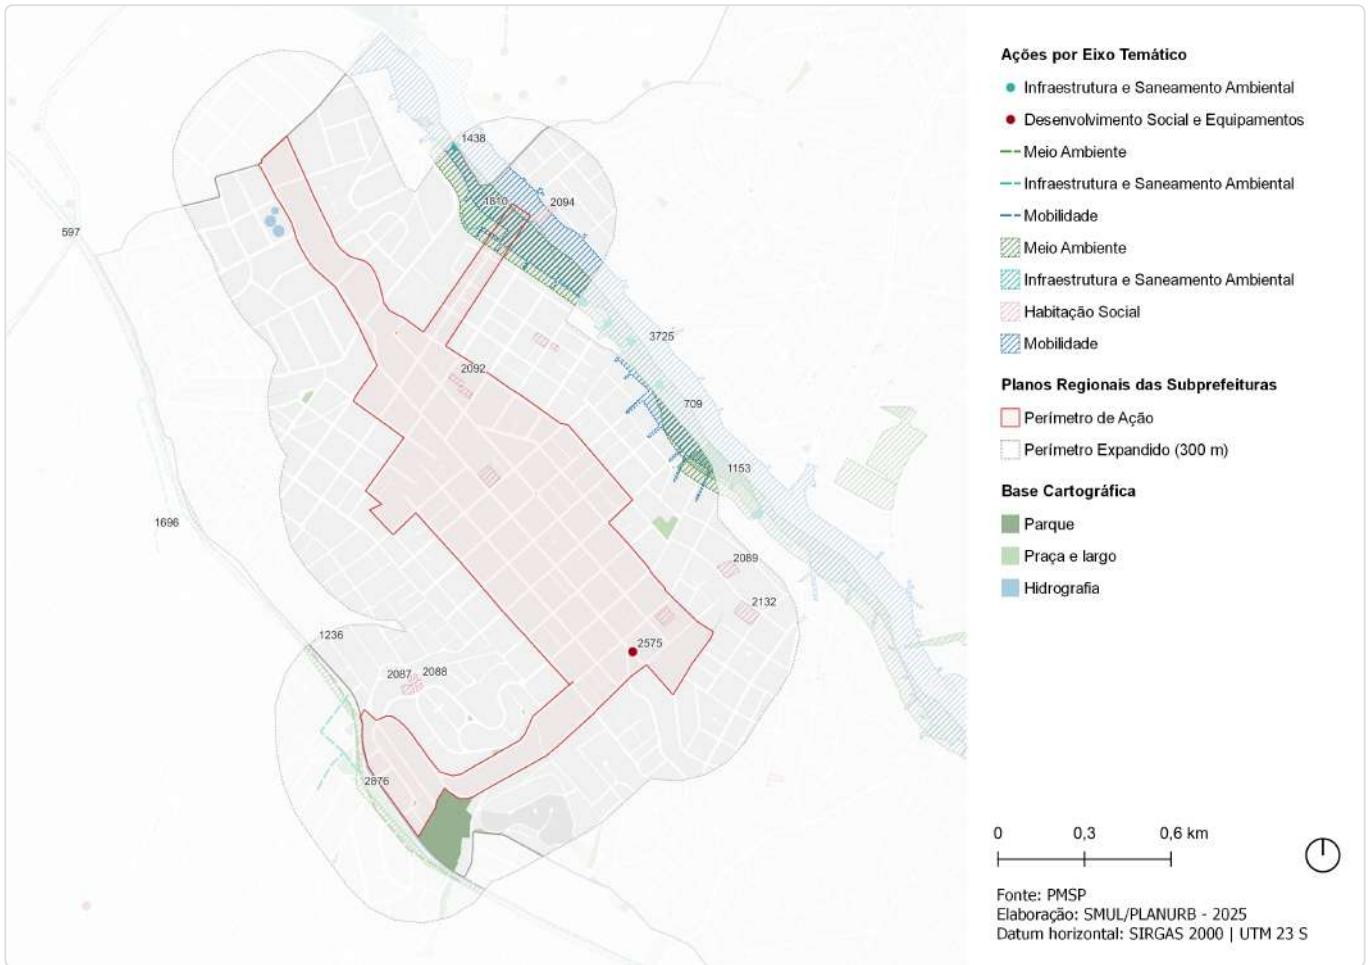 1438
1810
2094
597
3725
2092
709
1153
1696
2089
2132
1236
2575
2087
2088
2876
Ações por Eixo Temático
Infraestrutura e Saneamento Ambiental
Desenvolvimento Social e Equipamentos
Meio Ambiente
Infraestrutura e Saneamento Ambiental
Mobilidade
Meio Ambiente
Infraestrutura e Saneamento Ambiental
Habitação Social
Mobilidade
Planos Regionais das Subprefeituras
Perímetro de Ação
Perímetro Expandido (300 m)
Base Cartográfica
Parque
Praça e largo
Hidrografia
0 0,3 0,6 km
Fonte: PMSP
Elaboração: SMUL/PLANURB - 2025
Datum horizontal: SIRGAS 2000 | UTM 23 S